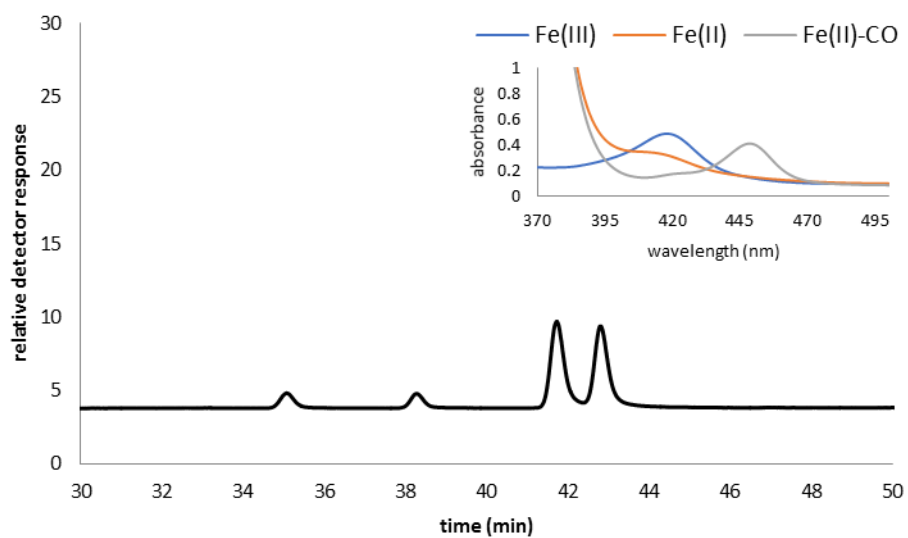 30
25
20
15
10
5
0
relative detector response
30 32 34 36 38 40 42 44 46 48 50
time (min)
Fe(III) Fe(II) Fe(II)-CO
1
0.8
0.6
0.4
0.2
0
absorbance
370 395 420 445 470 495
wavelength (nm)